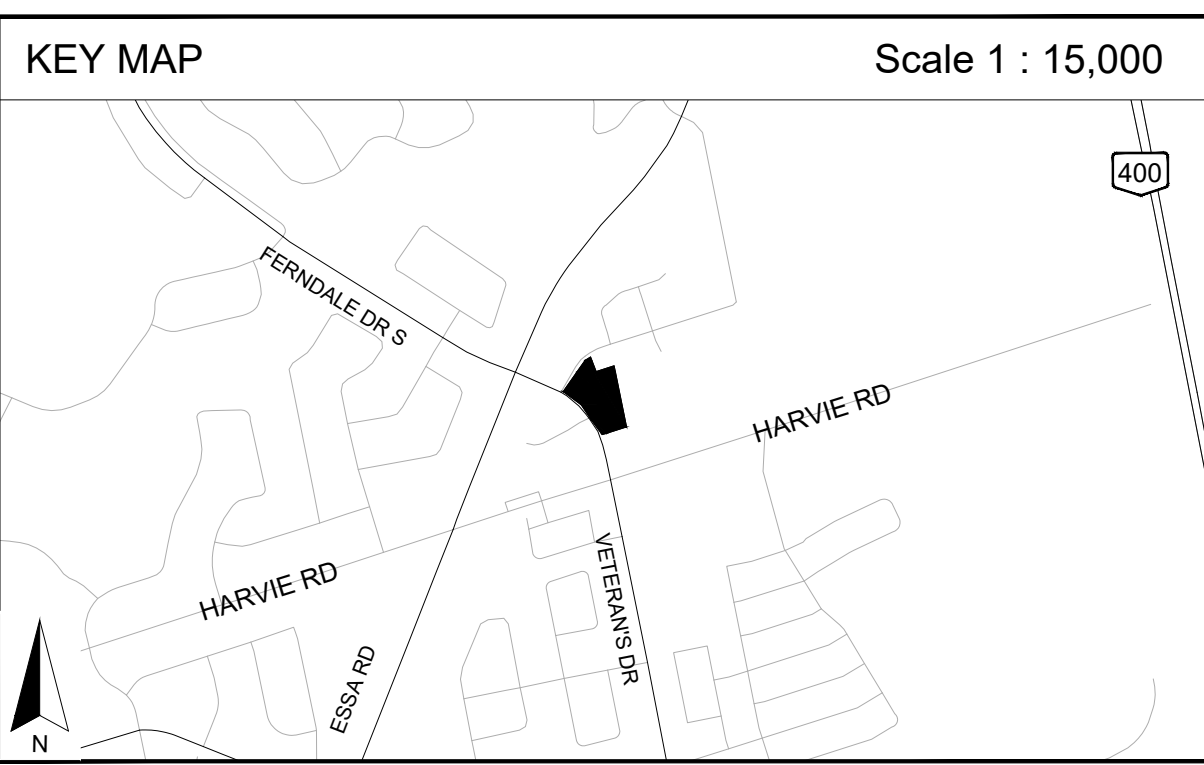 KEY MAP
Scale 1 : 15,000
400
FERNDALE DR S
HARVIE RD
HARVIE RD
VETERAN'S DR
ESSA RD
N